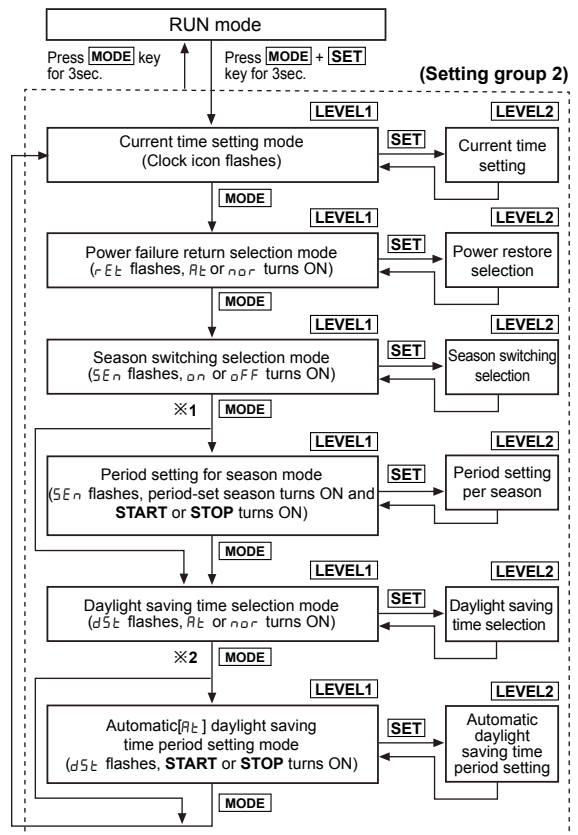 RUN mode
Press MODE key
for 3sec.
Press MODE + SET
key for 3sec.
(Setting group 2)
LEVEL1
LEVEL2
Current time setting mode
(Clock icon flashes)
SET
Current time
setting
MODE
LEVEL1
LEVEL2
Power failure return selection mode
(rEt flashes, At or nor turns ON)
SET
Power restore
selection
MODE
LEVEL1
LEVEL2
Season switching selection mode
(SEn flashes, on or oFF turns ON)
SET
Season switching
selection
※1 MODE
LEVEL1
LEVEL2
Period setting for season mode
(SEn flashes, period-set season turns ON and
START or STOP turns ON)
SET
Period setting
per season
MODE
LEVEL1
LEVEL2
Daylight saving time selection mode
(dSt flashes, At or nor turns ON)
SET
Daylight saving
time selection
※2 MODE
LEVEL1
LEVEL2
Automatic[At] daylight saving
time period setting mode
(dSt flashes, START or STOP turns ON)
SET
Automatic
daylight
saving time
period setting
MODE